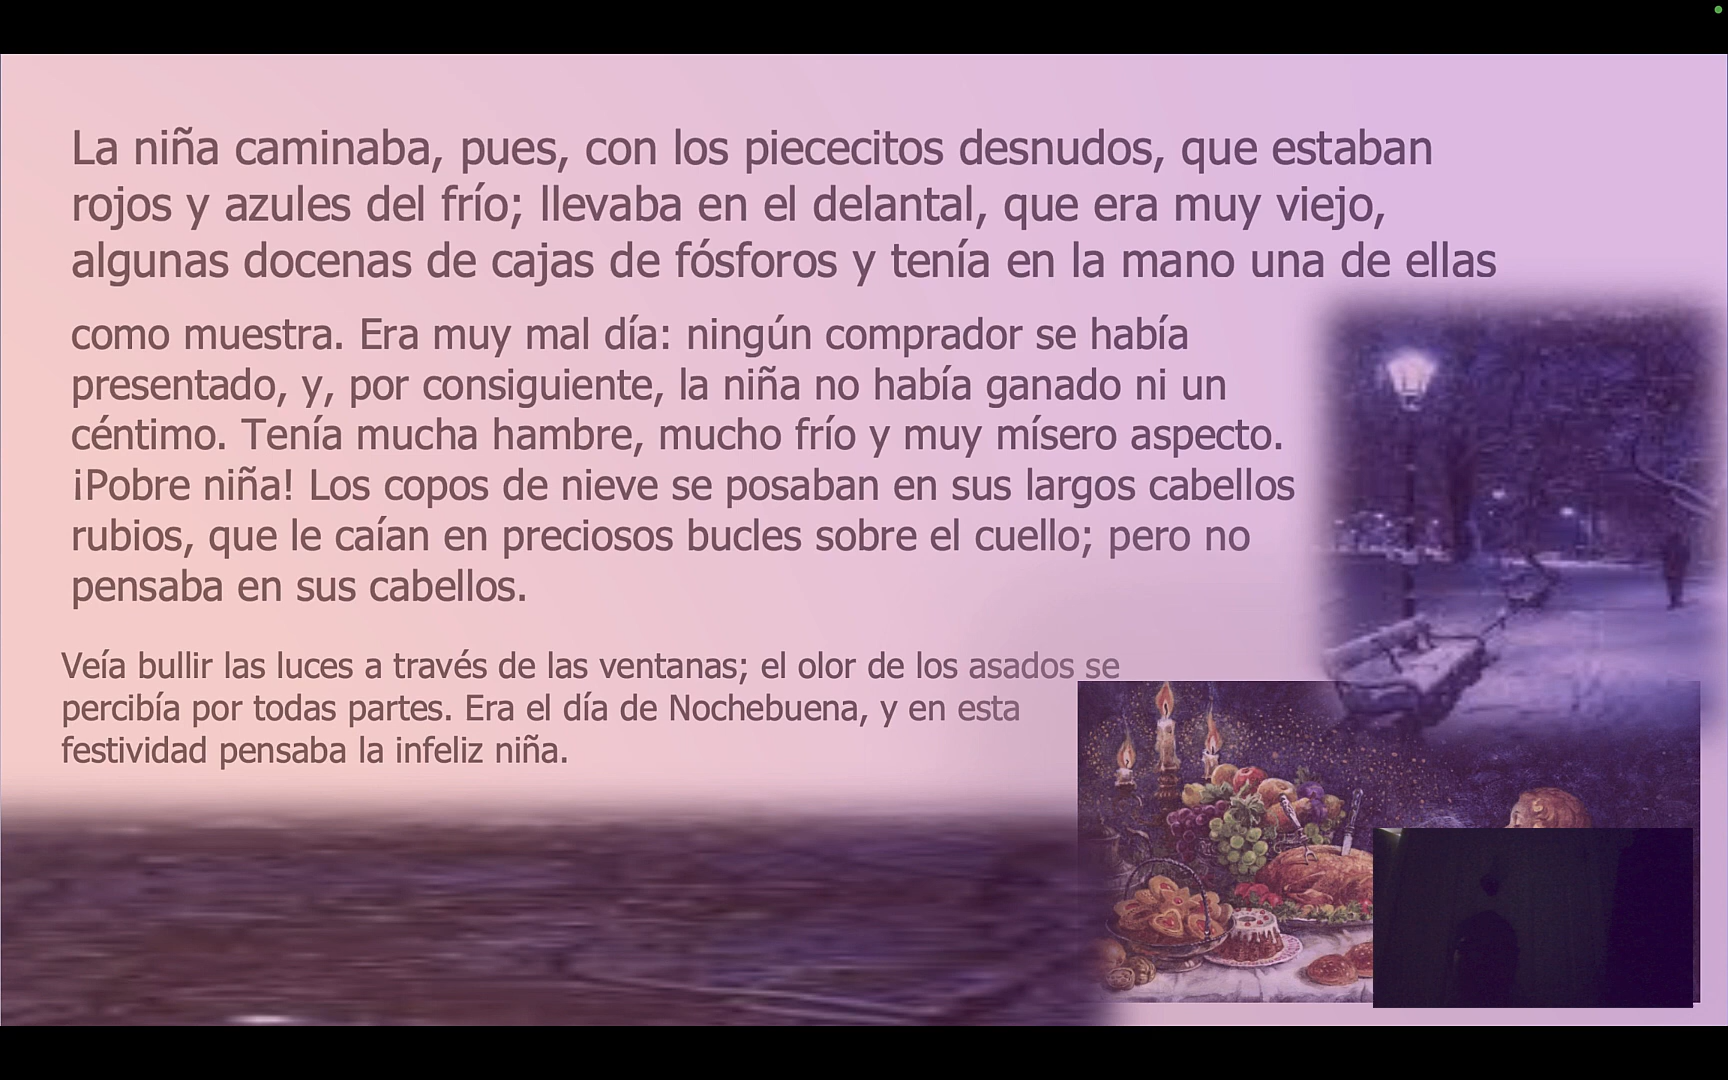 La niña caminaba, pues, con los piececitos desnudos, que estaban
rojos y azules del frío; llevaba en el delantal, que era muy viejo,
algunas docenas de cajas de fósforos y tenía en la mano una de ellas
como muestra. Era muy mal día: ningún comprador se había
presentado, y, por consiguiente, la niña no había ganado ni un
céntimo. Tenía mucha hambre, mucho frío y muy mísero aspecto.
¡Pobre niña! Los copos de nieve se posaban en sus largos cabellos
rubios, que le caían en preciosos bucles sobre el cuello; pero no
pensaba en sus cabellos.
Veía bullir las luces a través de las ventanas; el olor de los asados se
percibía por todas partes. Era el día de Nochebuena, y en esta
festividad pensaba la infeliz niña.